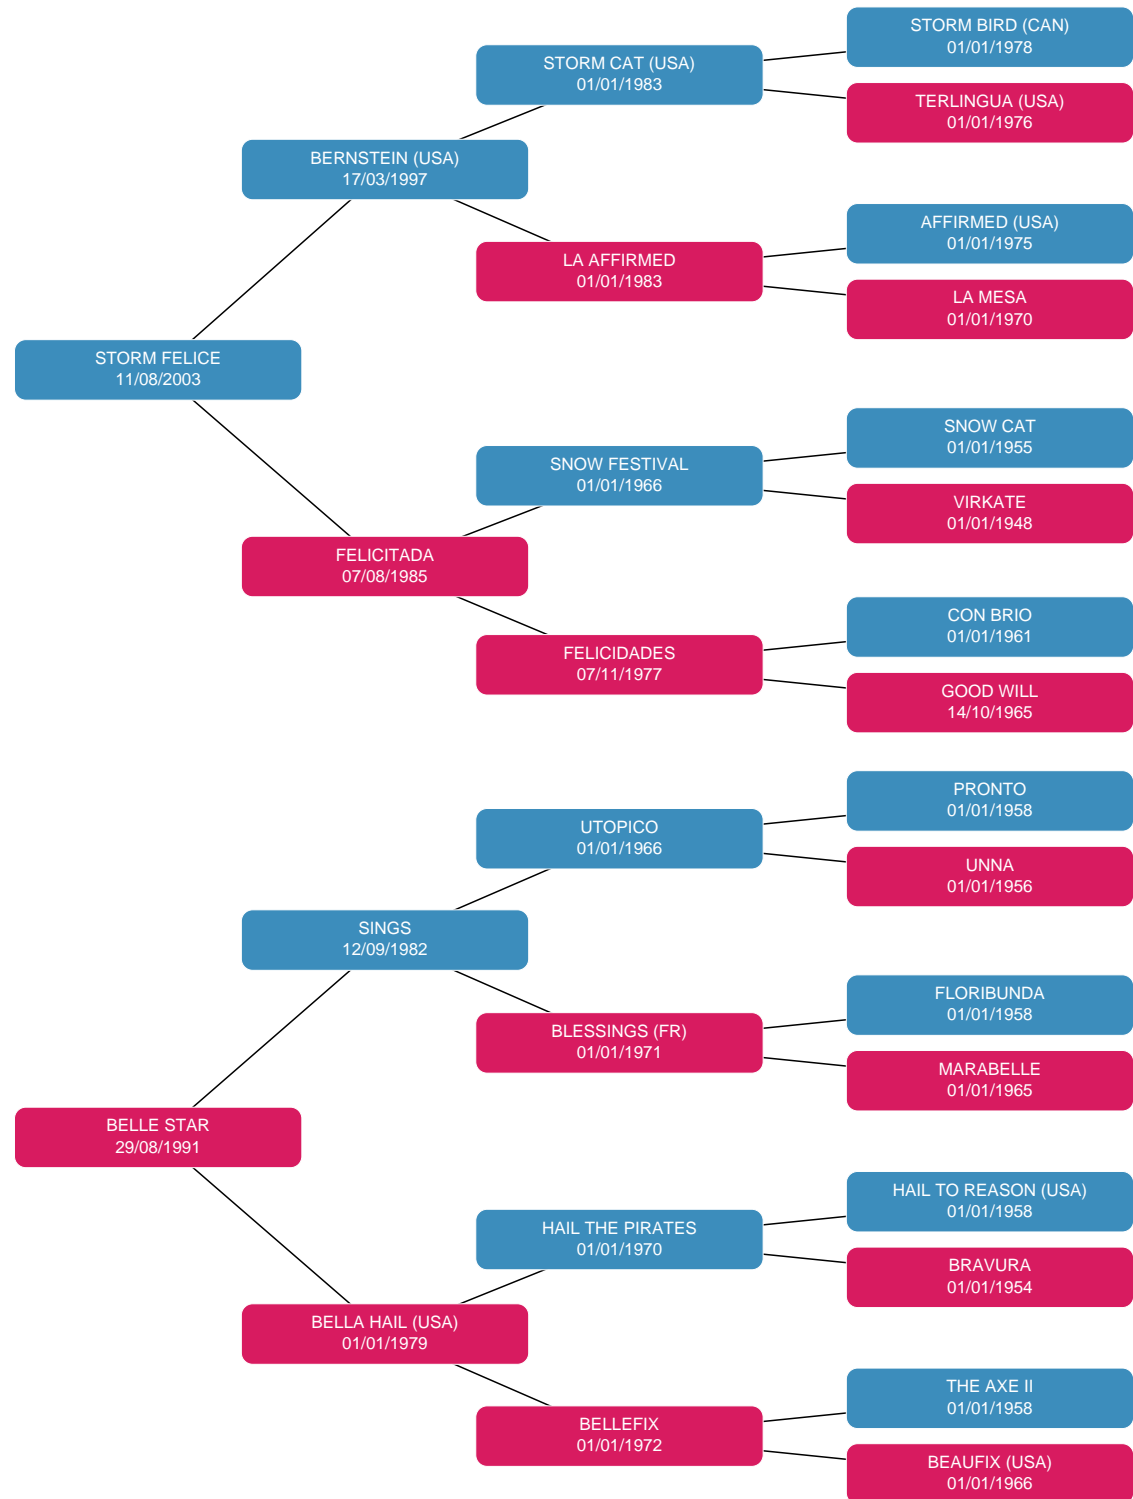 STORM BIRD (CAN)
01/01/1978
STORM CAT (USA)
01/01/1983
TERLINGUA (USA)
01/01/1976
BERNSTEIN (USA)
17/03/1997
AFFIRMED (USA)
01/01/1975
LA AFFIRMED
01/01/1983
LA MESA
01/01/1970
STORM FELICE
11/08/2003
SNOW CAT
01/01/1955
SNOW FESTIVAL
01/01/1966
VIRKATE
01/01/1948
FELICITADA
07/08/1985
CON BRIO
01/01/1961
FELICIDADES
07/11/1977
GOOD WILL
14/10/1965
PRONTO
01/01/1958
UTOPICO
01/01/1966
UNNA
01/01/1956
SINGS
12/09/1982
FLORIBUNDA
01/01/1958
BLESSINGS (FR)
01/01/1971
MARABELLE
01/01/1965
BELLE STAR
29/08/1991
HAIL TO REASON (USA)
01/01/1958
HAIL THE PIRATES
01/01/1970
BRAVURA
01/01/1954
BELLA HAIL (USA)
01/01/1979
THE AXE II
01/01/1958
BELLEFIX
01/01/1972
BEAUFIX (USA)
01/01/1966